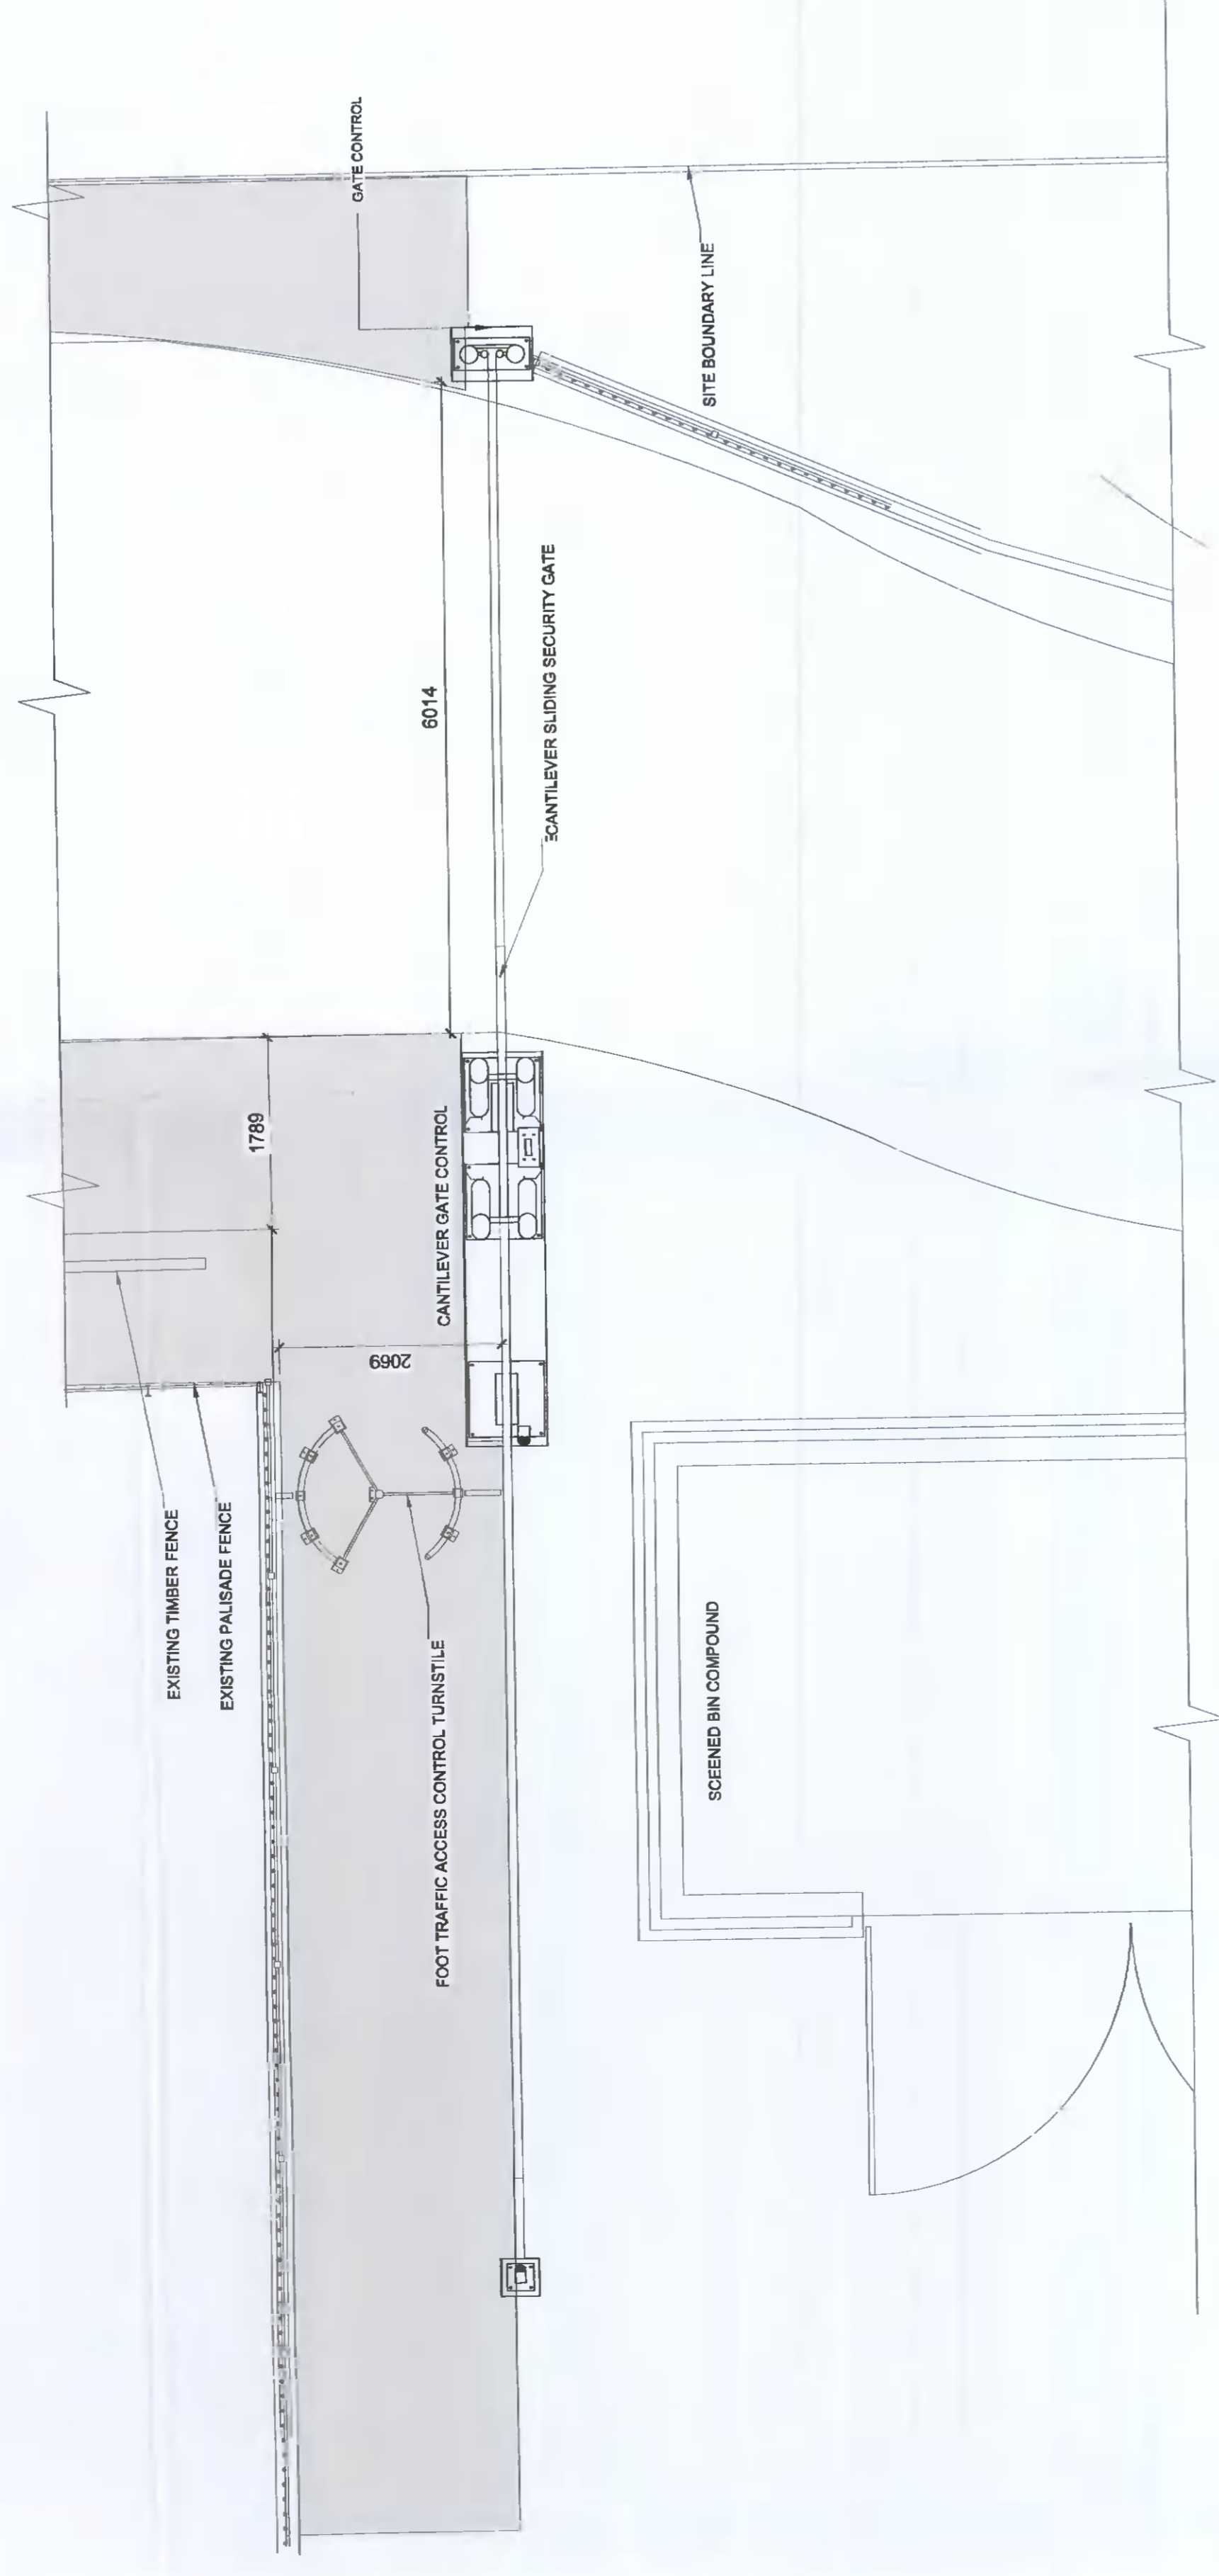 GATE CONTROL
SITE BOUNDARY LINE
6014
CANTILEVER SLIDING SECURITY GATE
1789
CANTILEVER GATE CONTROL
2069
EXISTING TIMBER FENCE
EXISTING PALISADE FENCE
FOOT TRAFFIC ACCESS CONTROL TURNSTILE
SCEENED BIN COMPOUND